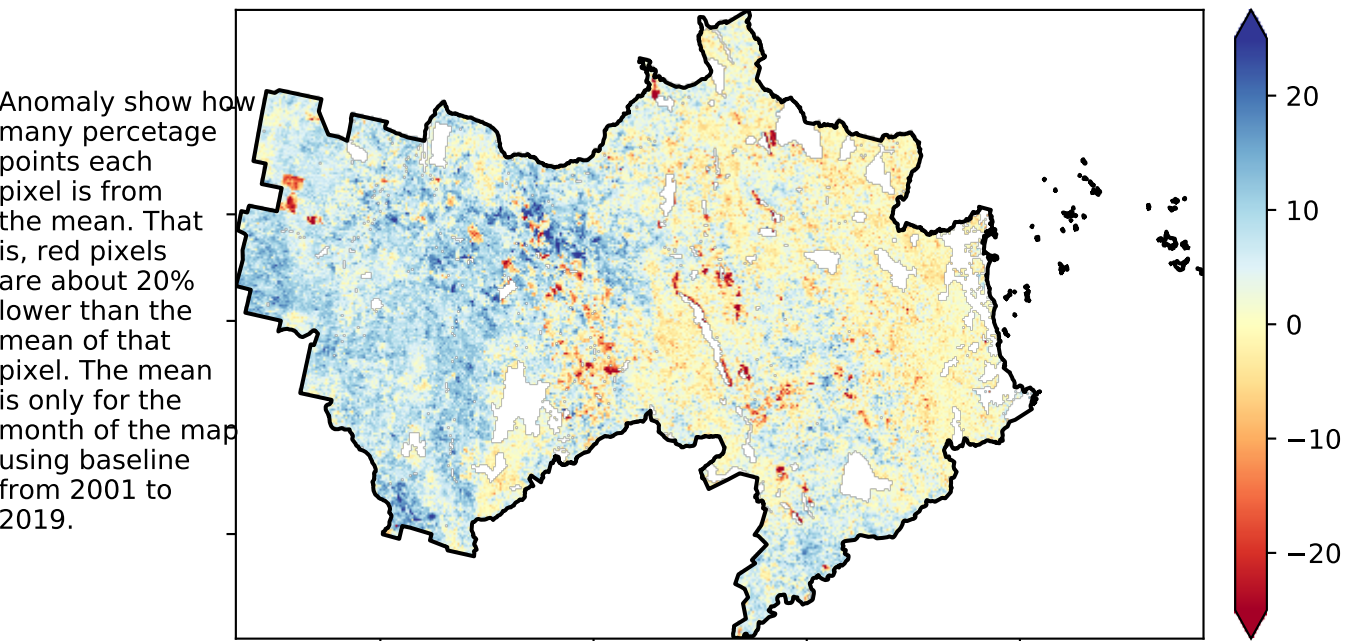 Anomaly show how
many percetage
points each
pixel is from
the mean. That
is, red pixels
are about 20%
lower than the
mean of that
pixel. The mean
is only for the
month of the map
using baseline
from 2001 to
2019.
20
10
0
−10
−20